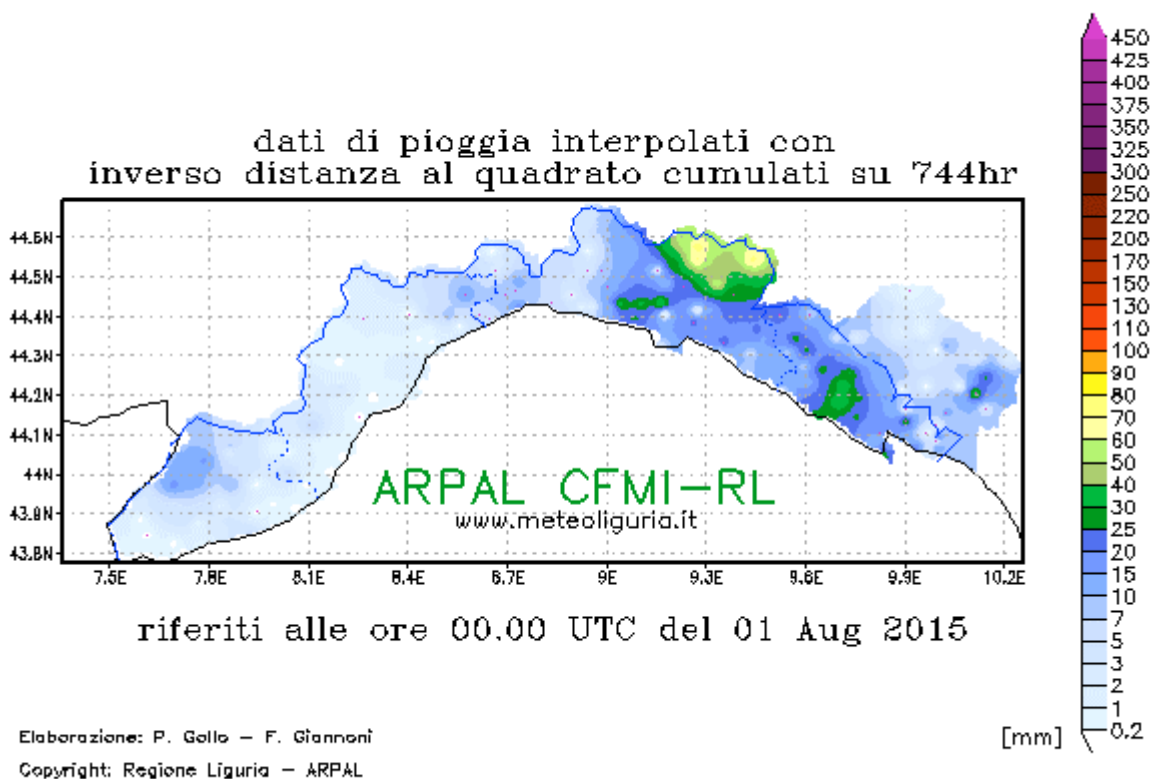 dati di pioggia interpolati con
inverso distanza al quadrato cumulati su 744hr
450
425
400
375
350
325
300
250
220
200
170
150
130
110
100
90
80
70
60
50
40
30
25
20
15
10
7
5
3
2
1
0.2
44.6N
44.5N
44.4N
44.3N
44.2N
44.1N
44N
43.9N
43.8N
7.5E 7.8E 8.1E 8.4E 8.7E 9E 9.3E 9.6E 9.9E 10.2E
ARPAL CFMI-RL
www.meteoliguria.it
riferiti alle ore 00.00 UTC del 01 Aug 2015
[mm]
Elaborazione: P. Gollo - F. Giannoni
Copyright: Regione Liguria - ARPAL